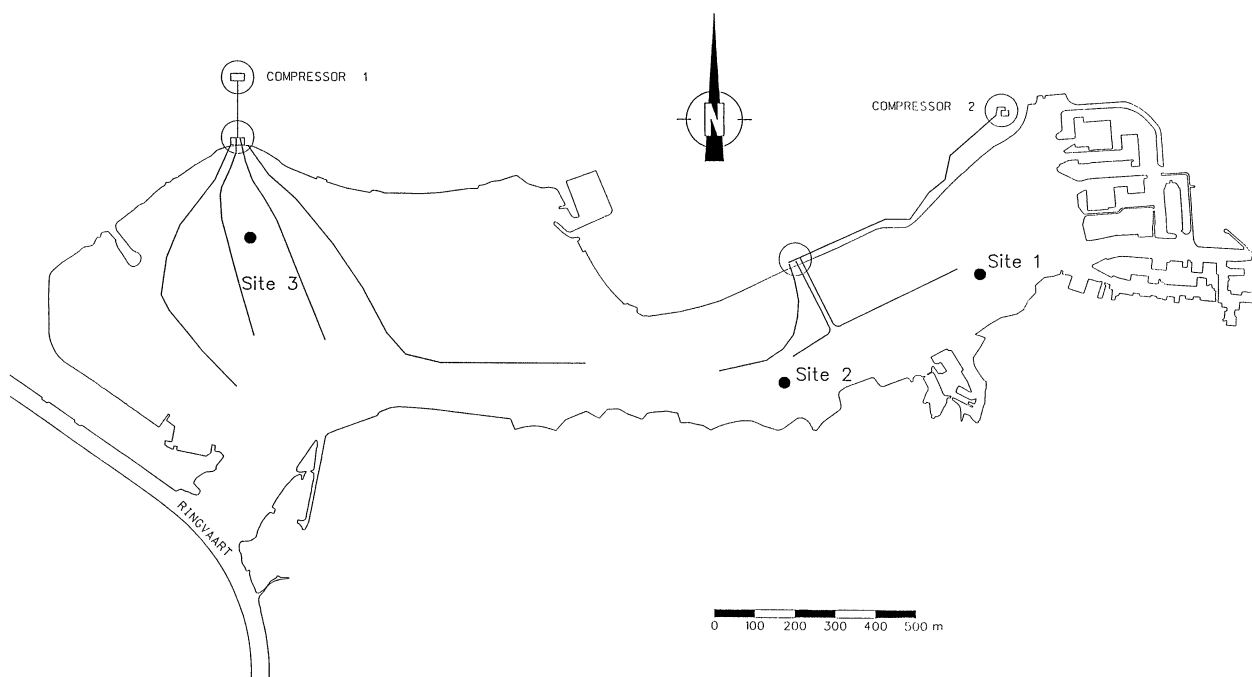 COMPRESSOR 1
COMPRESSOR 2
N
Site 1
Site 3
Site 2
RINGVAART
0 100 200 300 400 500 m